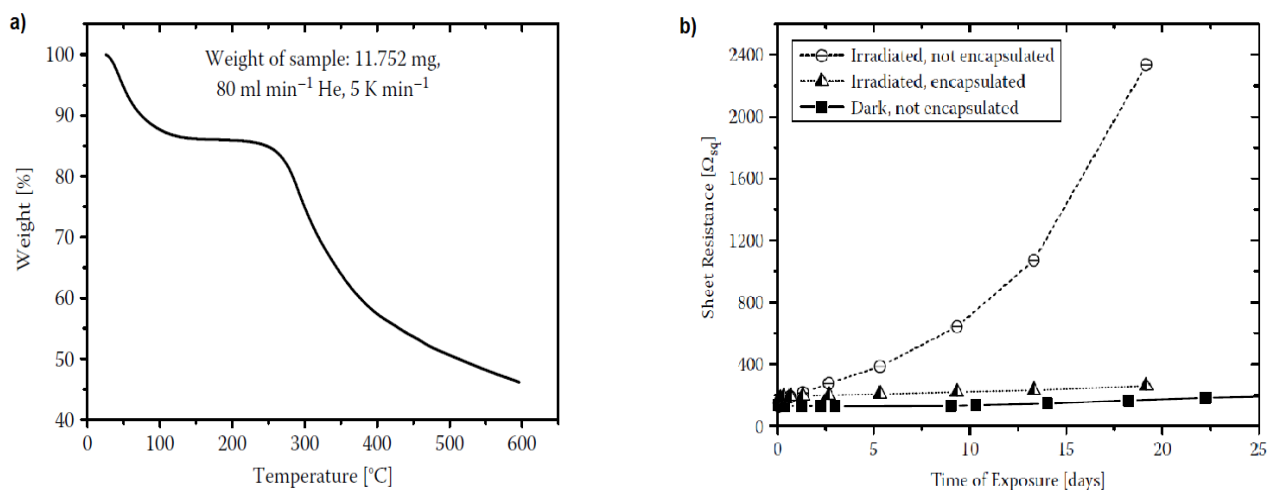 a)
Weight of sample: 11.752 mg,
80 ml min⁻¹ He, 5 K min⁻¹
Weight [%]
100
90
80
70
60
50
40
0 100 200 300 400 500 600
Temperature [°C]
b)
Irradiated, not encapsulated
Irradiated, encapsulated
Dark, not encapsulated
Sheet Resistance [Ωsq]
2400
2000
1600
1200
800
400
0
0 5 10 15 20 25
Time of Exposure [days]